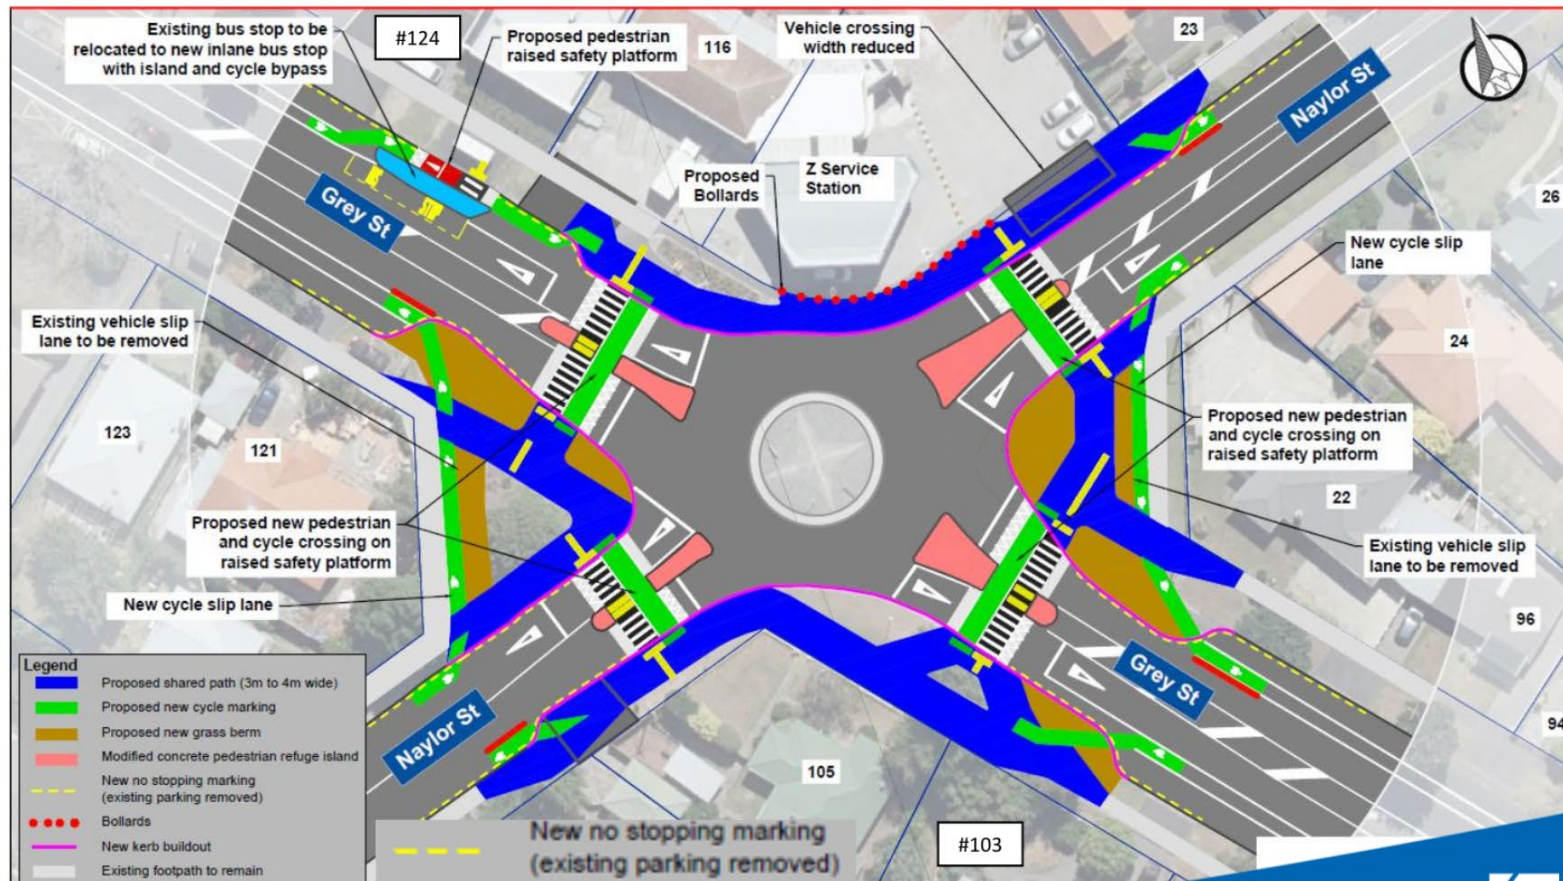 Existing bus stop to be
relocated to new inlane bus stop
with island and cycle bypass
#124
Proposed pedestrian
raised safety platform
116
Vehicle crossing
width reduced
23
Naylor St
Grey St
Proposed
Bollards
Z Service
Station
26
New cycle slip
lane
Existing vehicle slip
lane to be removed
24
123
121
Proposed new pedestrian
and cycle crossing on
raised safety platform
22
Proposed new pedestrian
and cycle crossing on
raised safety platform
Existing vehicle slip
lane to be removed
New cycle slip lane
96
Grey St
Naylor St
94
105
#103
Legend
Proposed shared path (3m to 4m wide)
Proposed new cycle marking
Proposed new grass berm
Modified concrete pedestrian refuge island
New no stopping marking
(existing parking removed)
Bollards
New kerb buildout
Existing footpath to remain
New no stopping marking
(existing parking removed)